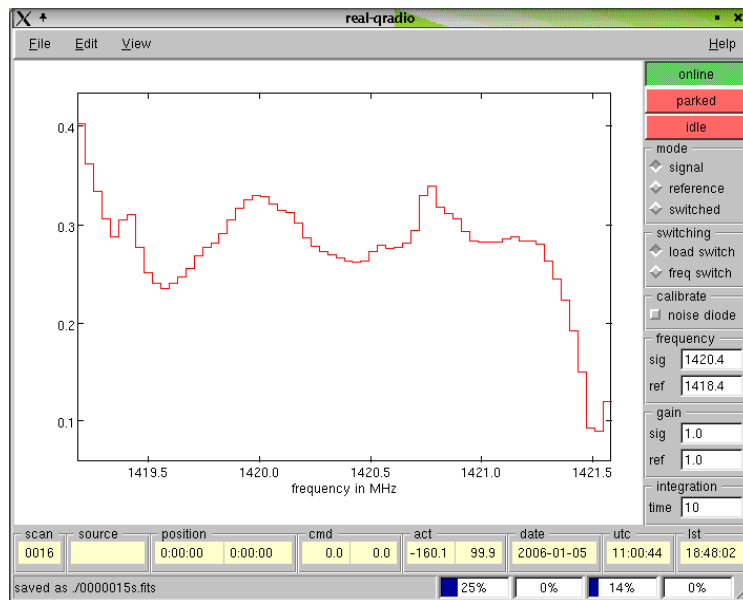 real-qradio
File Edit View Help
online
parked
idle
mode
signal
reference
switched
switching
load switch
freq switch
calibrate
noise diode
frequency
sig 1420.4
ref 1418.4
gain
sig 1.0
ref 1.0
integration
time 10
0.4
0.3
0.2
0.1
1419.5 1420.0 1420.5 1421.0 1421.5
frequency in MHz
scan source position cmd act date utc lst
0016 0:00:00 0:00:00 0.0 0.0 -160.1 99.9 2006-01-05 11:00:44 18:48:02
saved as ./0000015s.fits 25% 0% 14% 0%